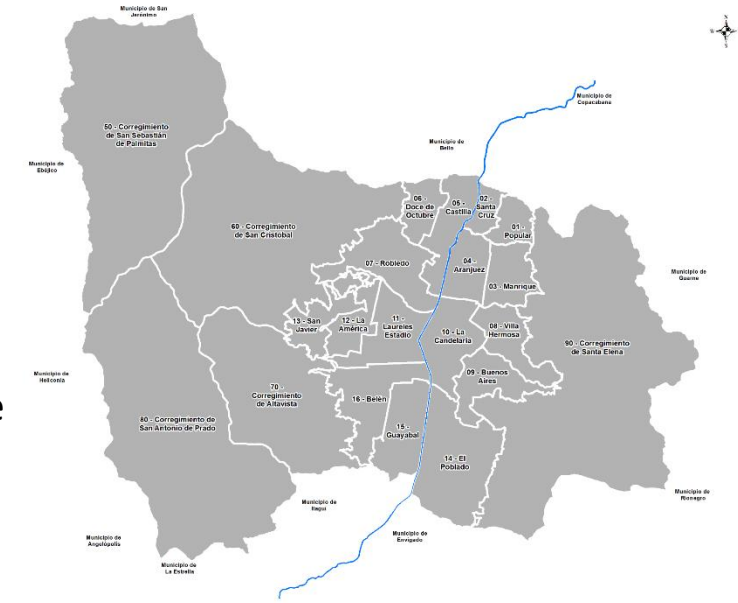 Municipio de San
Jerónimo
N
S
Municipio de
Copacabana
50 - Corregimiento
de San Sebastián
de Palmitas
Municipio de
Bello
Municipio de
Ebéjico
06 -
Doce de
Octubre
05 -
Castilla
02 -
Santa
Cruz
60 - Corregimiento
de San Cristobal
01 -
Popular
07 - Robledo
04 -
Aranjuez
Municipio de
Guarne
03 - Manrique
13 - San
Javier
12 - La
América
11 -
Laureles
Estadio
10 - La
Candelaria
08 - Villa
Hermosa
90 - Corregimiento
de Santa Elena
Municipio de
Heliconia
09 - Buenos
Aires
70 -
Corregimiento
de Altavista
16 - Belén
e
80 - Corregimiento de
San Antonio de Prado
15 -
Guayabal
14 - El
Poblado
Municipio de
Rionegro
Municipio de
Itagui
Municipio de
Envigado
Municipio de
Angelópolis
Municipio de
La Estrella